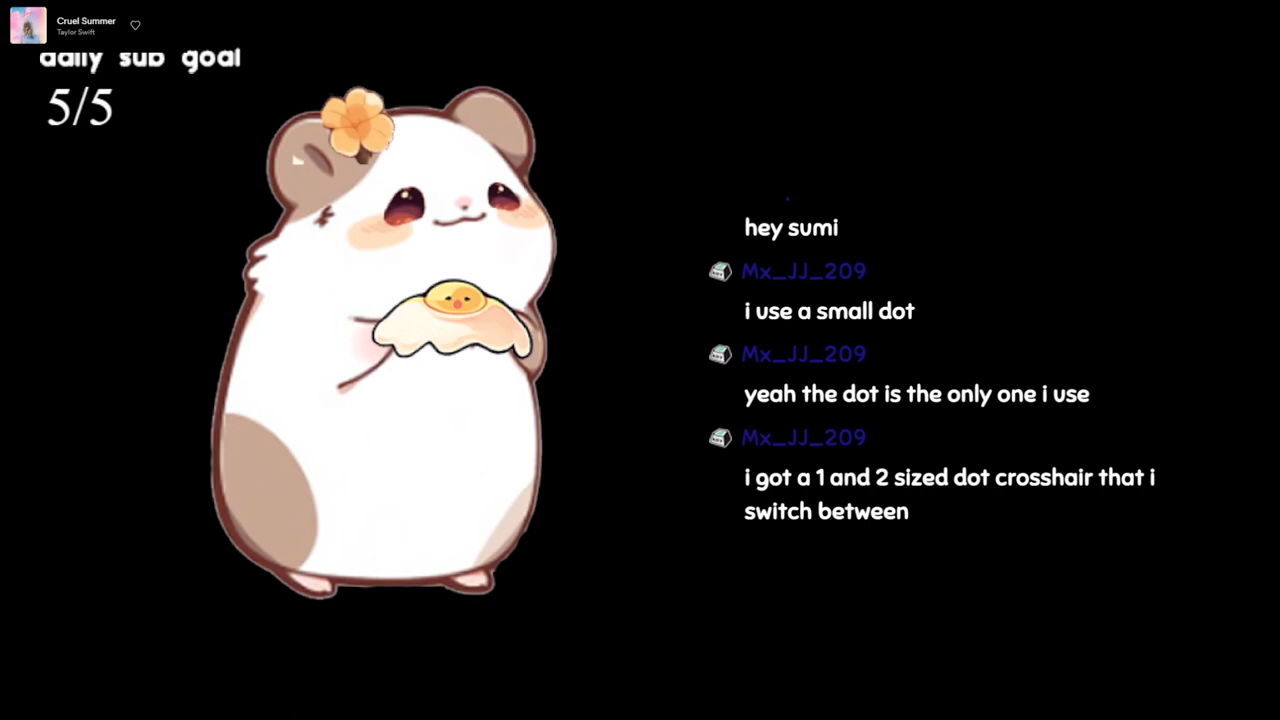 Cruel Summer
Taylor Swift
daily sub goal
5/5
hey sumi
Mx_JJ_209
i use a small dot
Mx_JJ_209
yeah the dot is the only one i use
Mx_JJ_209
i got a 1 and 2 sized dot crosshair that i
switch between